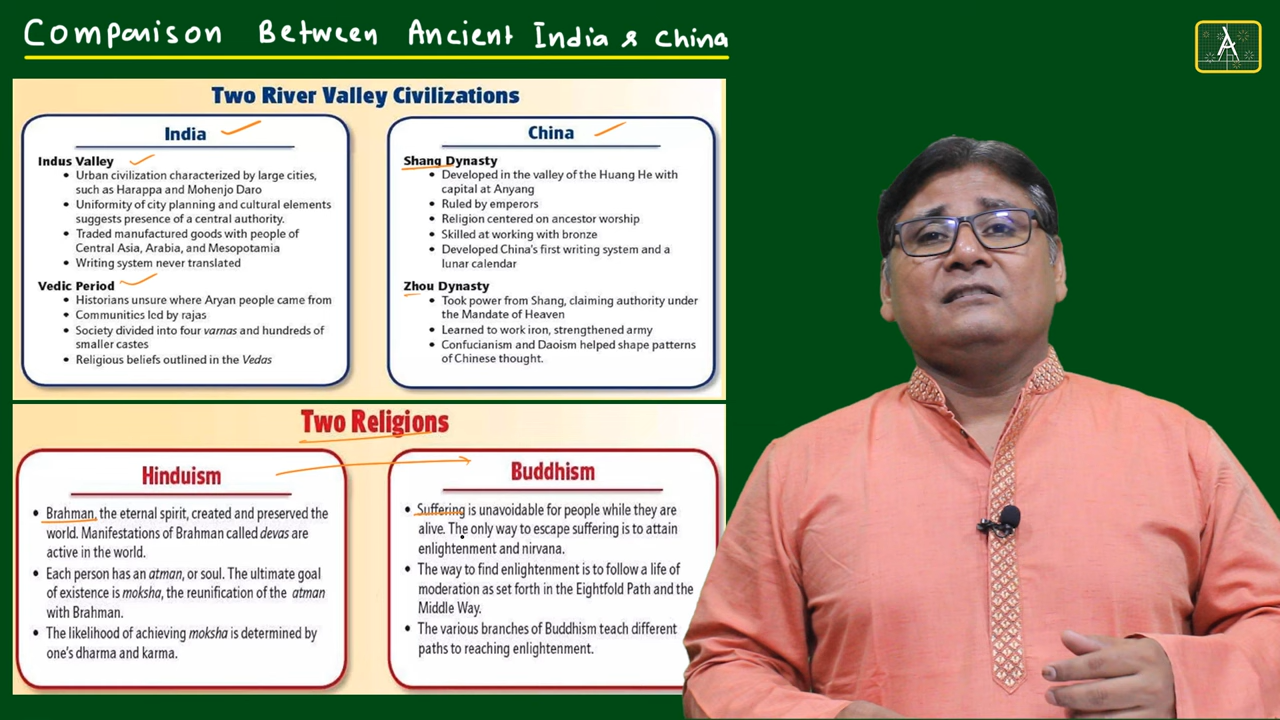 Comparison Between Ancient India & China
A
Two River Valley Civilizations
India
Indus Valley
• Urban civilization characterized by large cities,
such as Harappa and Mohenjo Daro
• Uniformity of city planning and cultural elements
suggests presence of a central authority.
• Traded manufactured goods with people of
Central Asia, Arabia, and Mesopotamia
• Writing system never translated
Vedic Period
• Historians unsure where Aryan people came from
• Communities led by rajas
• Society divided into four varnas and hundreds of
smaller castes
• Religious beliefs outlined in the Vedas
China
Shang Dynasty
• Developed in the valley of the Huang He with
capital at Anyang
• Ruled by emperors
• Religion centered on ancestor worship
• Skilled at working with bronze
• Developed China's first writing system and a
lunar calendar
Zhou Dynasty
• Took power from Shang, claiming authority under
the Mandate of Heaven
• Learned to work iron, strengthened army
• Confucianism and Daoism helped shape patterns
of Chinese thought.
Two Religions
Hinduism
• Brahman, the eternal spirit, created and preserved the
world. Manifestations of Brahman called devas are
active in the world.
• Each person has an atman, or soul. The ultimate goal
of existence is moksha, the reunification of the atman
with Brahman.
• The likelihood of achieving moksha is determined by
one's dharma and karma.
Buddhism
• Suffering is unavoidable for people while they are
alive. The only way to escape suffering is to attain
enlightenment and nirvana.
• The way to find enlightenment is to follow a life of
moderation as set forth in the Eightfold Path and the
Middle Way.
• The various branches of Buddhism teach different
paths to reaching enlightenment.